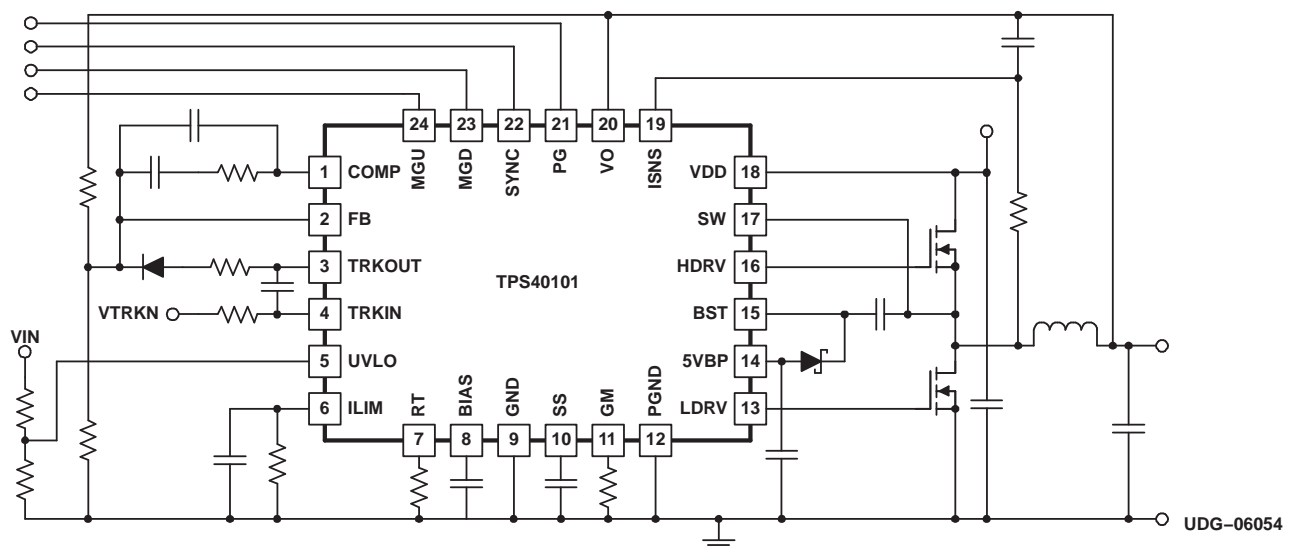 24 23 22 21 20 19
MGU MGD SYNC PG VO ISNS
1 COMP
VDD 18
2 FB
SW 17
3 TRKOUT
HDRV 16
TPS40101
VTRKN
4 TRKIN
BST 15
VIN
5 UVLO
5VBP 14
6 ILIM
LDRV 13
RT BIAS GND SS GM PGND
7 8 9 10 11 12
UDG–06054